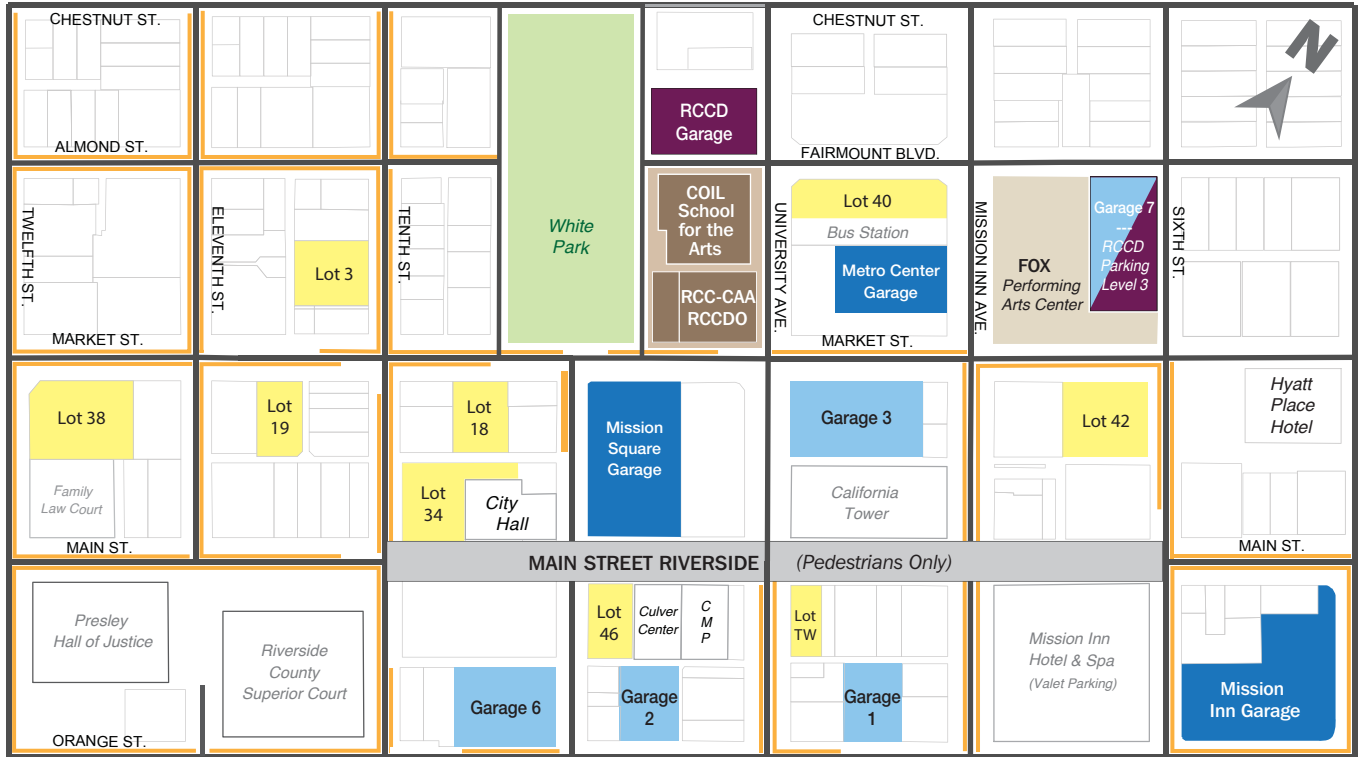 CHESTNUT ST.
CHESTNUT ST.
N
RCCD
Garage
ALMOND ST.
FAIRMOUNT BLVD.
TWELFTH ST.
ELEVENTH ST.
Lot 3
TENTH ST.
White
Park
COIL
School
for the
Arts
RCC-CAA
RCCDO
UNIVERSITY AVE.
Lot 40
Bus Station
Metro Center
Garage
MISSION INN AVE.
FOX
Performing
Arts Center
Garage 7
---
RCCD
Parking
Level 3
SIXTH ST.
MARKET ST.
MARKET ST.
Lot 38
Family
Law Court
Lot
19
Lot
18
Lot
34
City
Hall
Mission
Square
Garage
Garage 3
California
Tower
Lot 42
Hyatt
Place
Hotel
MAIN ST.
MAIN ST.
MAIN STREET RIVERSIDE
(Pedestrians Only)
Presley
Hall of Justice
Riverside
County
Superior Court
Lot
46
Culver
Center
C
M
P
Lot
TW
Mission Inn
Hotel & Spa
(Valet Parking)
Garage 6
Garage
2
Garage
1
Mission
Inn Garage
ORANGE ST.